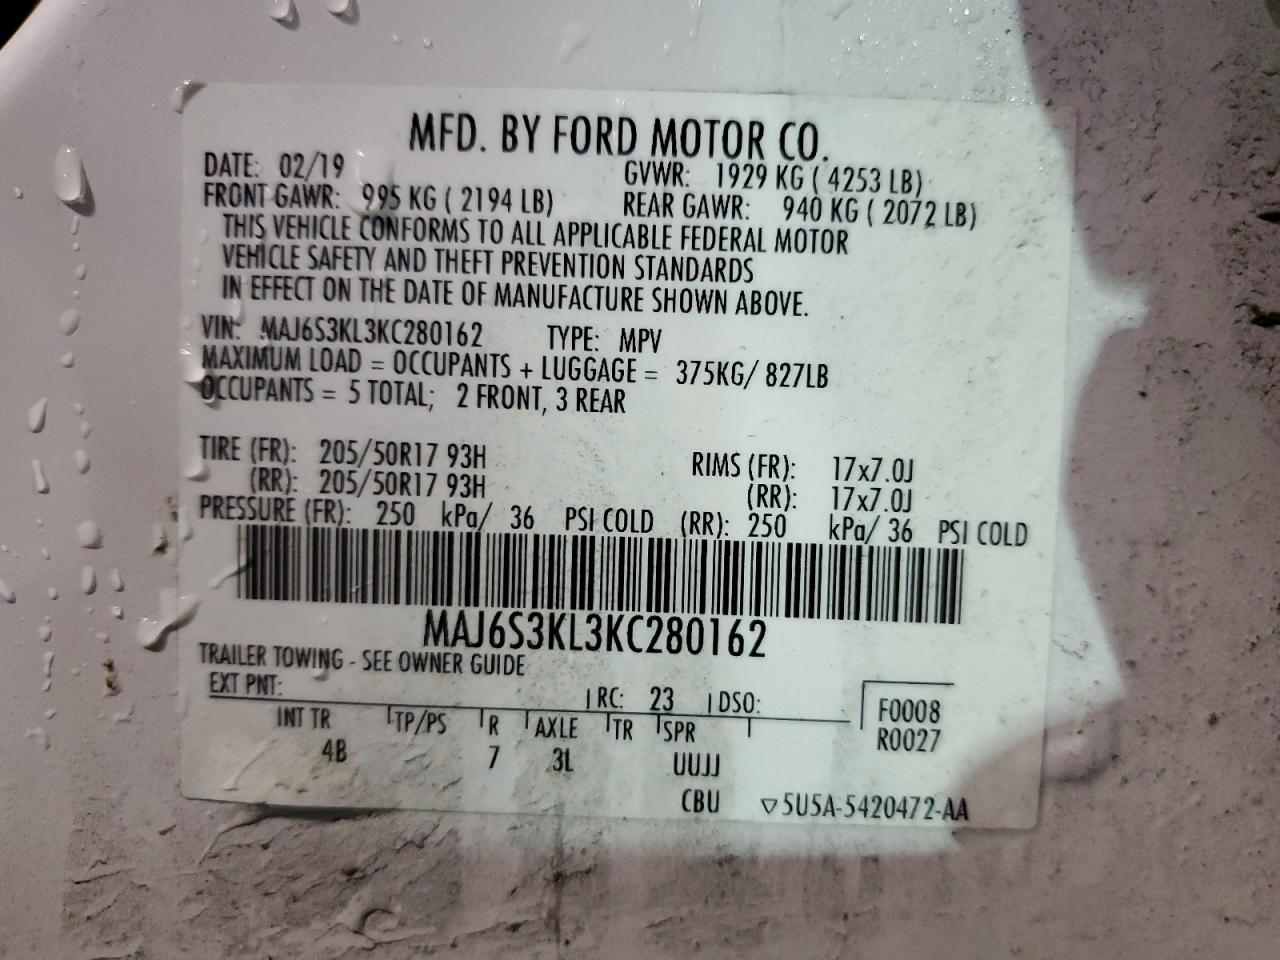 MFD. BY FORD MOTOR CO.
DATE: 02/19 GVWR: 1929 KG ( 4253 LB)
FRONT GAWR: 995 KG ( 2194 LB) REAR GAWR: 940 KG ( 2072 LB)
THIS VEHICLE CONFORMS TO ALL APPLICABLE FEDERAL MOTOR
VEHICLE SAFETY AND THEFT PREVENTION STANDARDS
IN EFFECT ON THE DATE OF MANUFACTURE SHOWN ABOVE.
VIN: MAJ6S3KL3KC280162 TYPE: MPV
MAXIMUM LOAD = OCCUPANTS + LUGGAGE = 375KG/ 827LB
OCCUPANTS = 5 TOTAL; 2 FRONT, 3 REAR
TIRE (FR): 205/50R17 93H RIMS (FR): 17x7.0J
(RR): 205/50R17 93H (RR): 17x7.0J
PRESSURE (FR): 250 kPa/ 36 PSI COLD (RR): 250 kPa/ 36 PSI COLD
MAJ6S3KL3KC280162
TRAILER TOWING - SEE OWNER GUIDE
EXT PNT: RC: 23 DSO:
INT TR TP/PS R AXLE TR SPR F0008
4B 7 3L UUJJ R0027
CBU ▽5U5A-5420472-AA